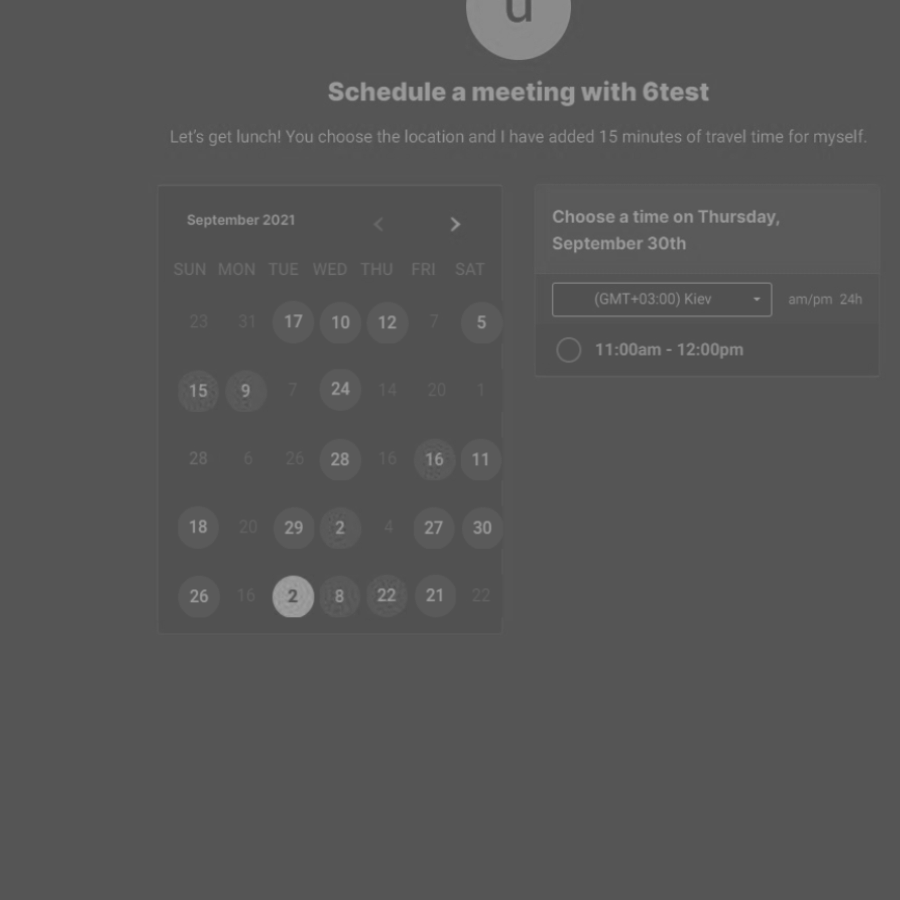 u
Schedule a meeting with 6test
Let's get lunch! You choose the location and I have added 15 minutes of travel time for myself.
September 2021
SUN MON TUE WED THU FRI SAT
23 31 17 10 12 7 5
15 9 7 24 14 20 1
28 6 26 28 16 16 11
18 20 29 2 4 27 30
26 16 2 8 22 21 22
Choose a time on Thursday,
September 30th
(GMT+03:00) Kiev am/pm 24h
11:00am - 12:00pm